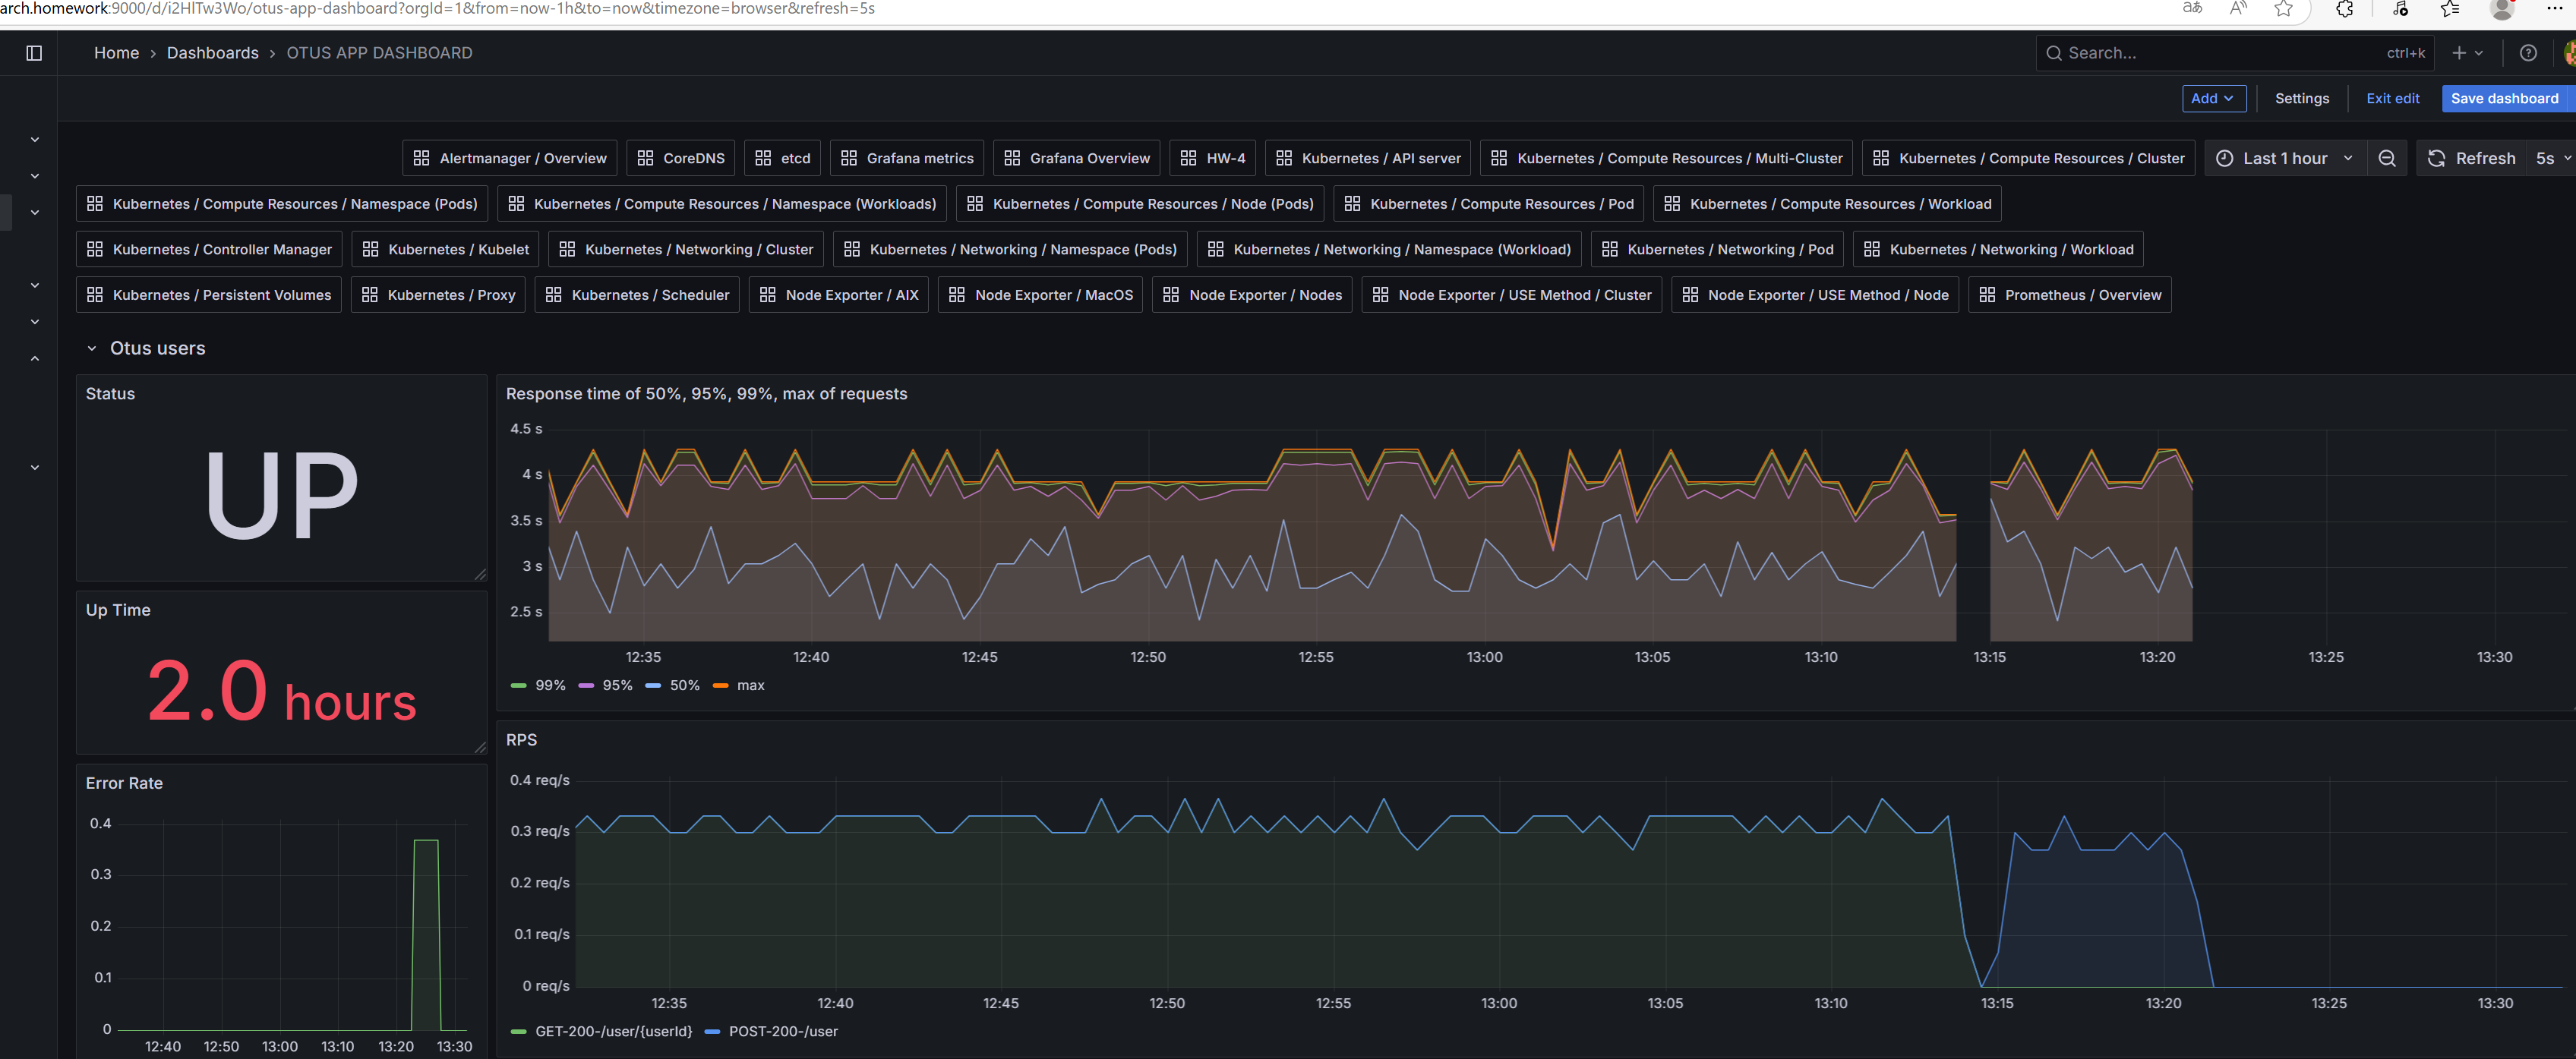 arch.homework:9000/d/i2HlTw3Wo/otus-app-dashboard?orgId=1&from=now-1h&to=now&timezone=browser&refresh=5s
Home › Dashboards › OTUS APP DASHBOARD
Search... ctrl+k
Add Settings Exit edit Save dashboard
Alertmanager / Overview CoreDNS etcd Grafana metrics Grafana Overview HW-4 Kubernetes / API server Kubernetes / Compute Resources / Multi-Cluster Kubernetes / Compute Resources / Cluster Last 1 hour Refresh 5s
Kubernetes / Compute Resources / Namespace (Pods) Kubernetes / Compute Resources / Namespace (Workloads) Kubernetes / Compute Resources / Node (Pods) Kubernetes / Compute Resources / Pod Kubernetes / Compute Resources / Workload
Kubernetes / Controller Manager Kubernetes / Kubelet Kubernetes / Networking / Cluster Kubernetes / Networking / Namespace (Pods) Kubernetes / Networking / Namespace (Workload) Kubernetes / Networking / Pod Kubernetes / Networking / Workload
Kubernetes / Persistent Volumes Kubernetes / Proxy Kubernetes / Scheduler Node Exporter / AIX Node Exporter / MacOS Node Exporter / Nodes Node Exporter / USE Method / Cluster Node Exporter / USE Method / Node Prometheus / Overview
Otus users
Status
UP
Up Time
2.0 hours
Error Rate
0.4
0.3
0.2
0.1
0
12:40 12:50 13:00 13:10 13:20 13:30
Response time of 50%, 95%, 99%, max of requests
4.5 s
4 s
3.5 s
3 s
2.5 s
12:35 12:40 12:45 12:50 12:55 13:00 13:05 13:10 13:15 13:20 13:25 13:30
99% 95% 50% max
RPS
0.4 req/s
0.3 req/s
0.2 req/s
0.1 req/s
0 req/s
12:35 12:40 12:45 12:50 12:55 13:00 13:05 13:10 13:15 13:20 13:25 13:30
GET-200-/user/{userId} POST-200-/user